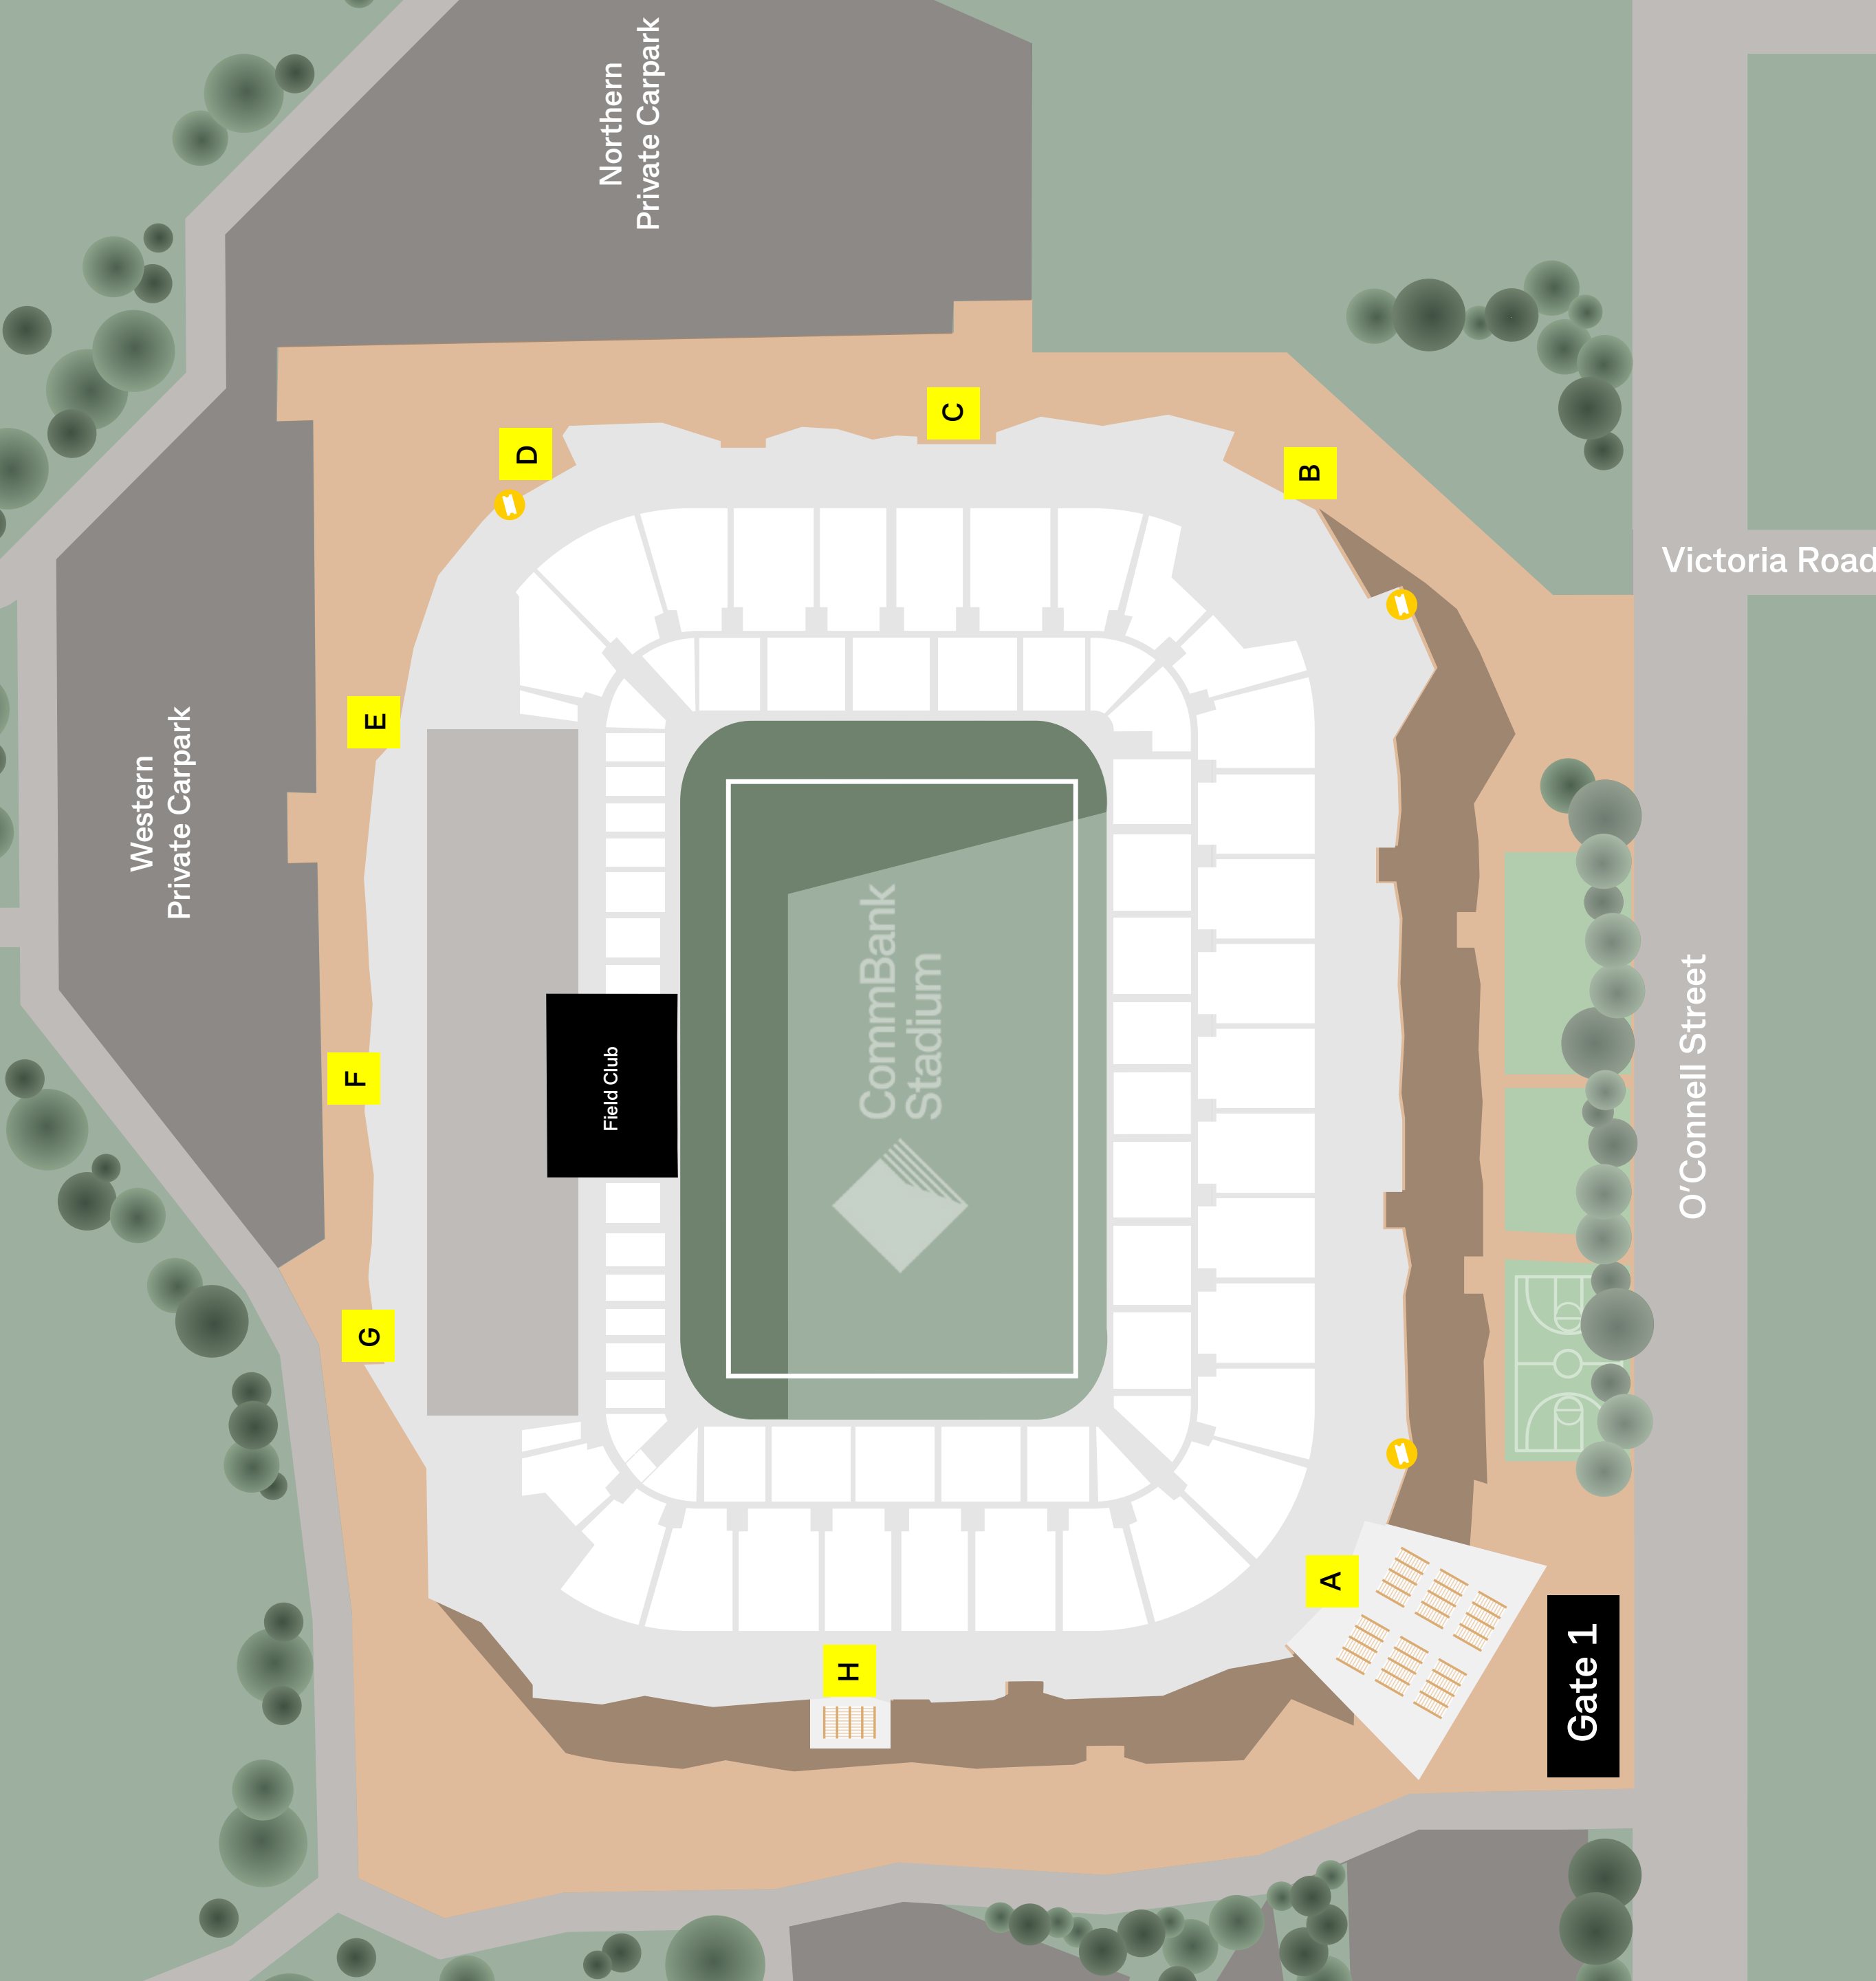 Northern
Private Carpark
C
D
B
Victoria Road
E
Western
Private Carpark
CommBank
Stadium
Field Club
F
O'Connell Street
G
A
H
Gate 1